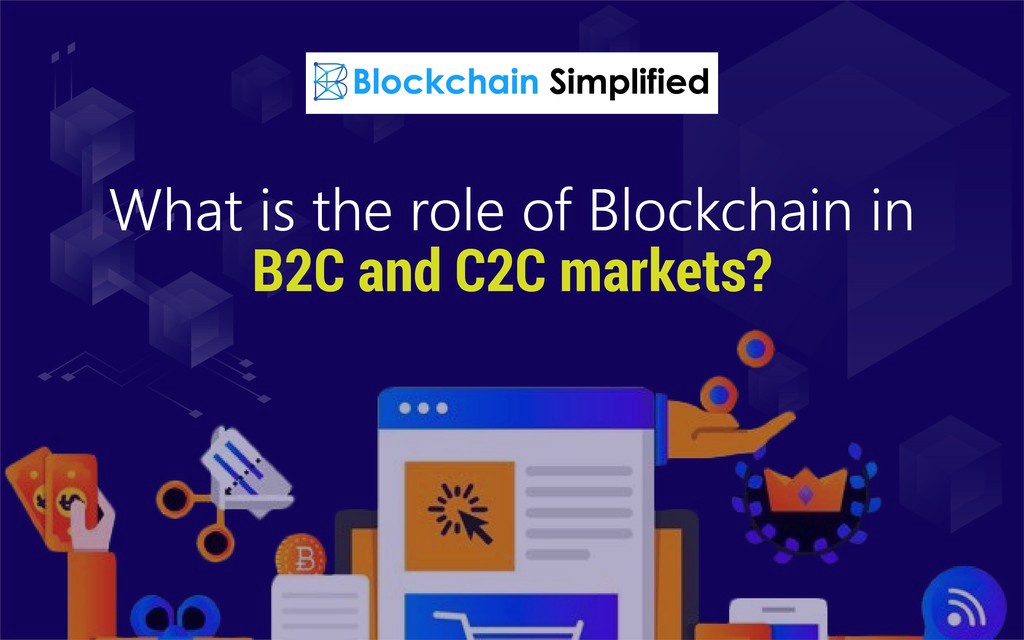 Blockchain Simplified
What is the role of Blockchain in
B2C and C2C markets?